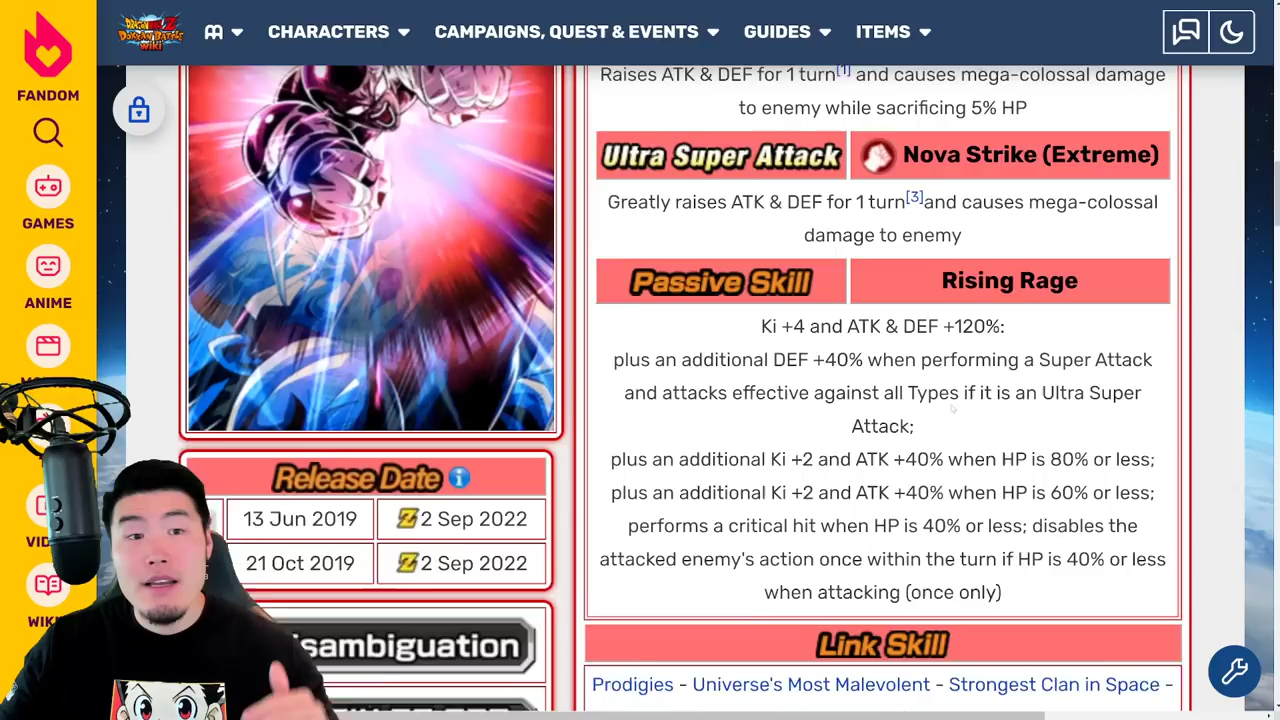 DRAGON BALL Z
DOKKAN BATTLE
WIKI
CHARACTERS
CAMPAIGNS, QUEST & EVENTS
GUIDES
ITEMS
FANDOM
GAMES
ANIME
Raises ATK & DEF for 1 turn[1] and causes mega-colossal damage
to enemy while sacrificing 5% HP
Ultra Super Attack
Nova Strike (Extreme)
Greatly raises ATK & DEF for 1 turn[3]and causes mega-colossal
damage to enemy
Passive Skill
Rising Rage
Ki +4 and ATK & DEF +120%:
plus an additional DEF +40% when performing a Super Attack
and attacks effective against all Types if it is an Ultra Super
Attack;
plus an additional Ki +2 and ATK +40% when HP is 80% or less;
plus an additional Ki +2 and ATK +40% when HP is 60% or less;
performs a critical hit when HP is 40% or less; disables the
attacked enemy's action once within the turn if HP is 40% or less
when attacking (once only)
Link Skill
Prodigies - Universe's Most Malevolent - Strongest Clan in Space -
Release Date
13 Jun 2019
Z 2 Sep 2022
21 Oct 2019
Z 2 Sep 2022
isambiguation